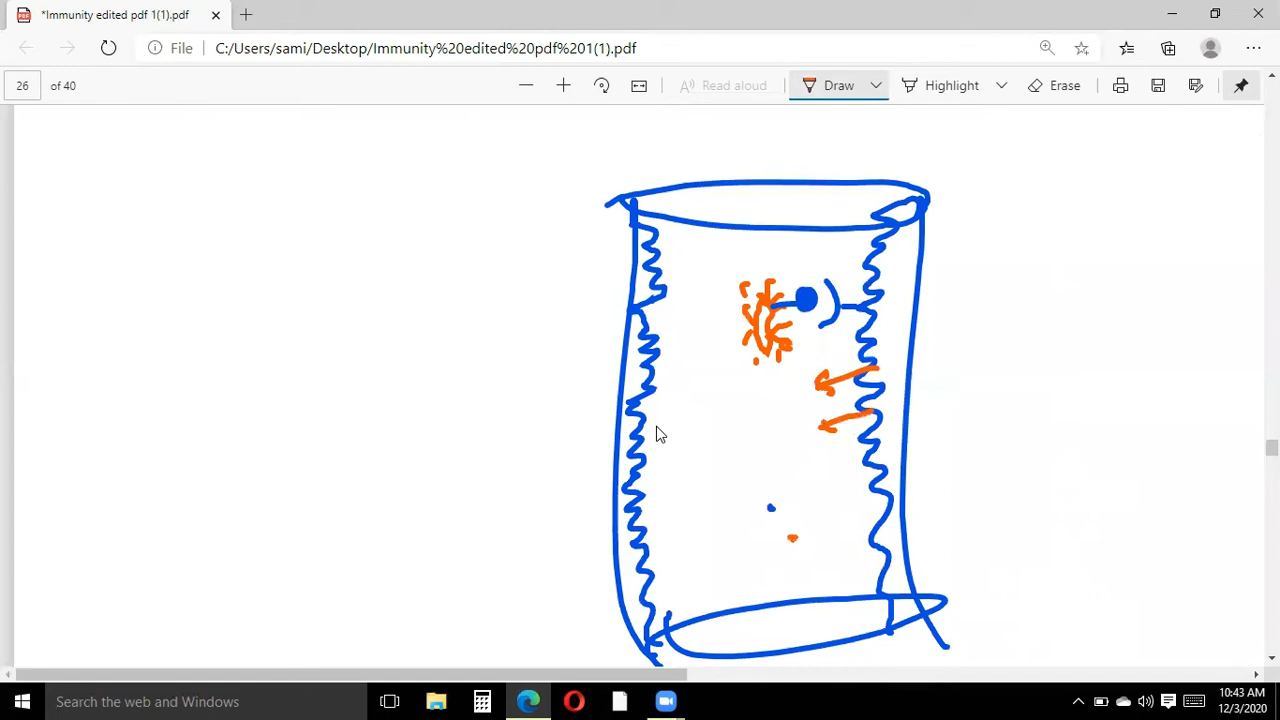 *Immunity edited pdf 1(1).pdf
File C:/Users/sami/Desktop/Immunity%20edited%20pdf%201(1).pdf
26 of 40 Read aloud Draw Highlight Erase
Search the web and Windows
10:43 AM
12/3/2020